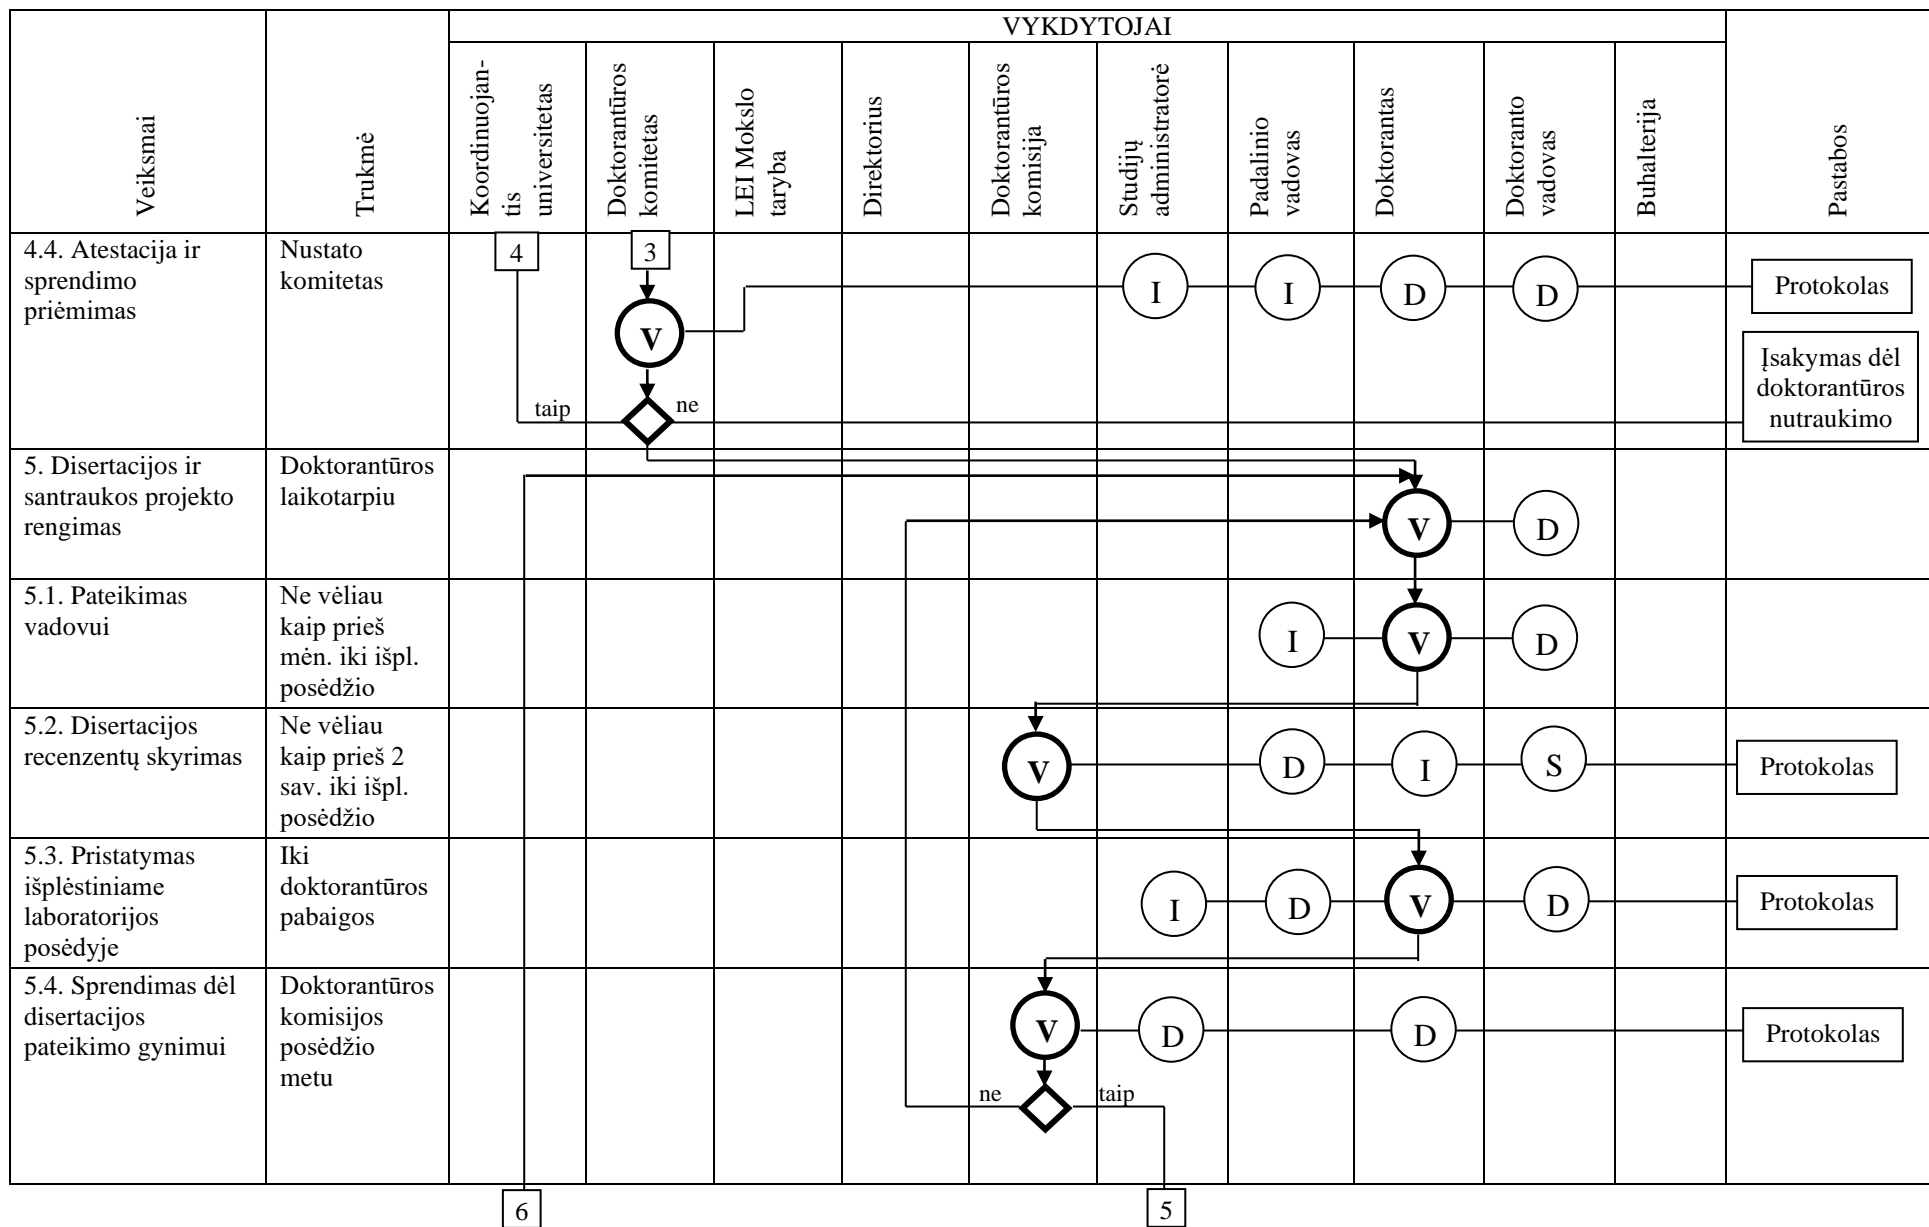 VYKDYTOJAI
Veiksmai
Trukmė
Koordinuojan-
tis
universitetas
Doktorantūros
komitetas
LEI Mokslo
taryba
Direktorius
Doktorantūros
komisija
Studijų
administratorė
Padalinio
vadovas
Doktorantas
Doktoranto
vadovas
Buhalterija
Pastabos
4.4. Atestacija ir
sprendimo
priėmimas
Nustato
komitetas
4
3
V
I
I
D
D
Protokolas
taip
ne
Įsakymas dėl
doktorantūros
nutraukimo
5. Disertacijos ir
santraukos projekto
rengimas
Doktorantūros
laikotarpiu
V
D
5.1. Pateikimas
vadovui
Ne vėliau
kaip prieš
mėn. iki išpl.
posėdžio
I
V
D
5.2. Disertacijos
recenzentų skyrimas
Ne vėliau
kaip prieš 2
sav. iki išpl.
posėdžio
V
D
I
S
Protokolas
5.3. Pristatymas
išplėstiniame
laboratorijos
posėdyje
Iki
doktorantūros
pabaigos
I
D
V
D
Protokolas
5.4. Sprendimas dėl
disertacijos
pateikimo gynimui
Doktorantūros
komisijos
posėdžio
metu
V
D
D
Protokolas
ne
taip
6
5